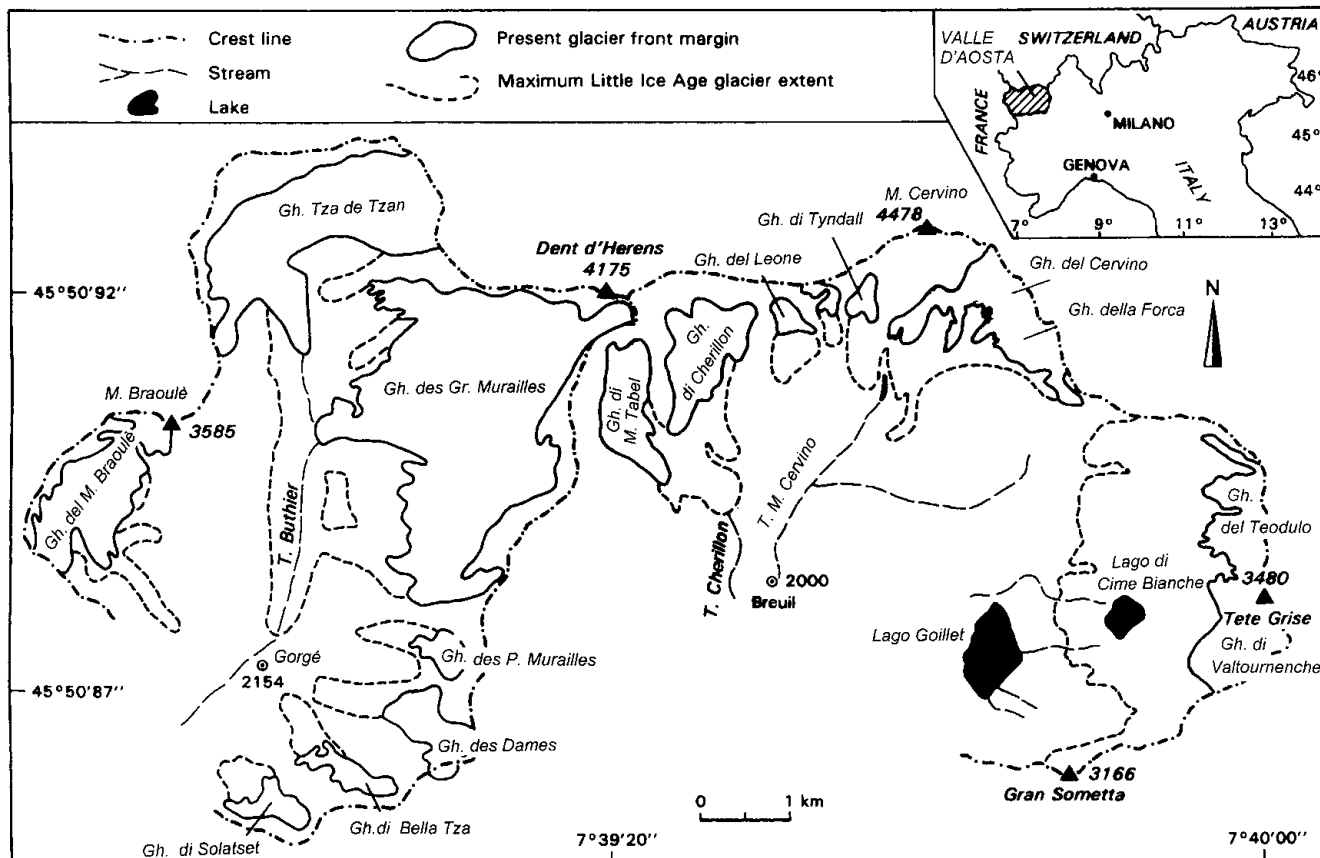 Crest line
Stream
Lake
Present glacier front margin
Maximum Little Ice Age glacier extent
VALLE
D'AOSTA
SWITZERLAND
AUSTRIA
FRANCE
MILANO
GENOVA
ITALY
46°
45°
44°
7°
9°
11°
13°
Gh. Tza de Tzan
M. Cervino
4478
Gh. di Tyndall
Dent d'Herens
4175
Gh. del Leone
Gh. del Cervino
Gh. della Forca
N
45°50'92''
Gh.
di Cherillon
Gh. di
M. Tabel
Gh. des Gr. Murailles
M. Braoulè
3585
Gh. del M. Braoulé
T. Buthier
T. M. Cervino
T. Cherillon
2000
Breuil
Gh.
del Teodulo
Lago di
Cime Bianche
3480
Tete Grise
Lago Goillet
Gh. di
Valtournenche
Gorgé
2154
Gh. des P. Murailles
45°50'87''
Gh. des Dames
3166
Gran Sometta
0 1 km
Gh.di Bella Tza
Gh. di Solatset
7°39'20''
7°40'00''